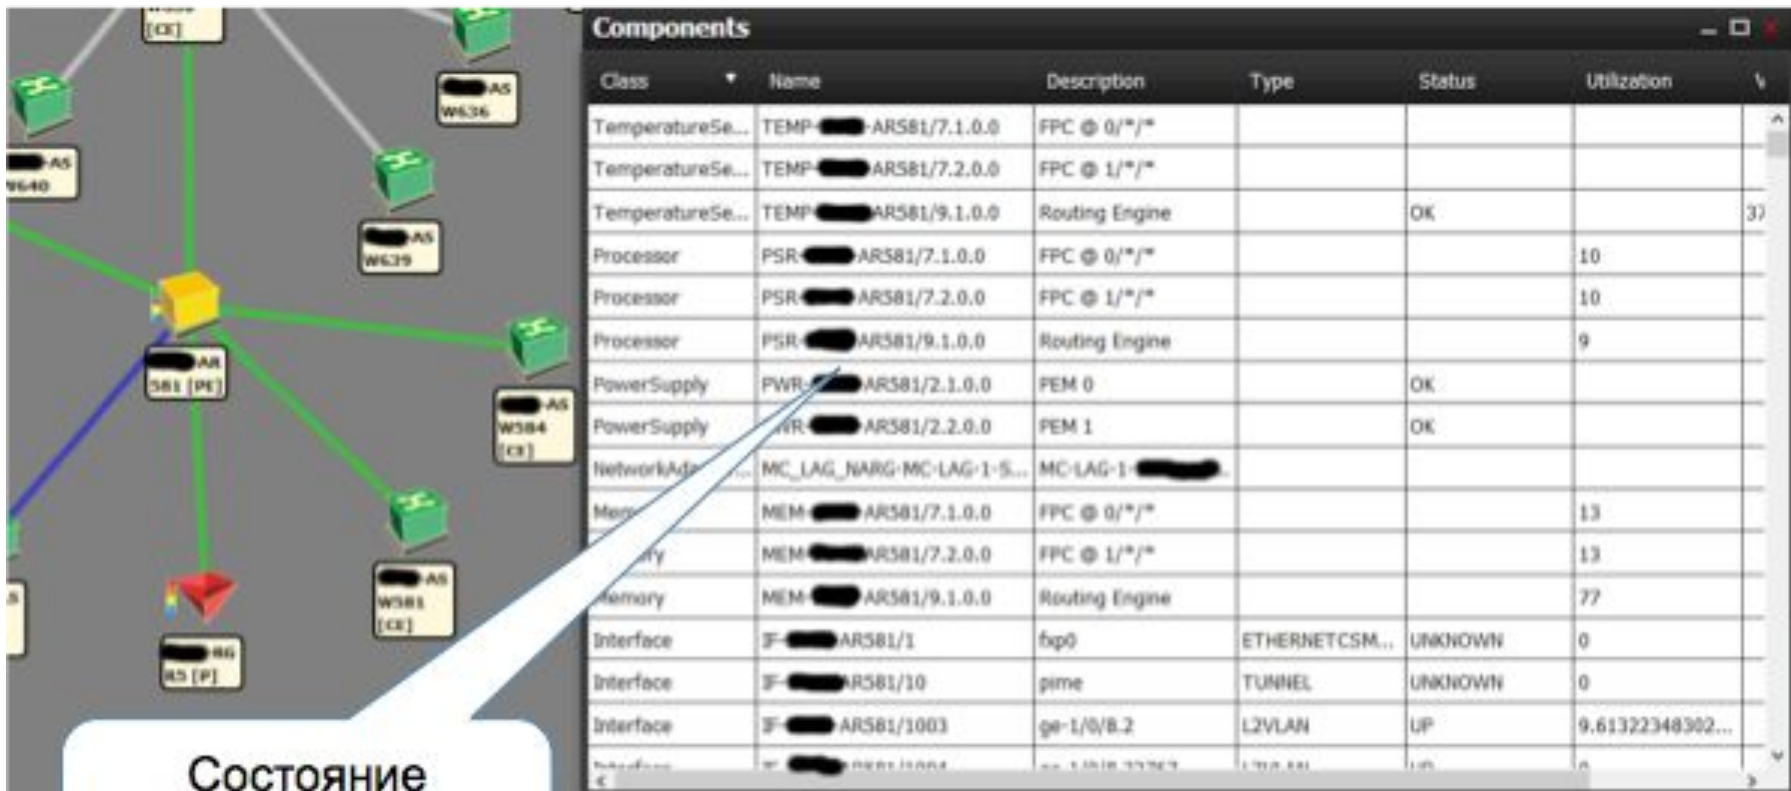 [CE]
-AS
W636
-AS
W640
-AS
W639
-AR
581 [PE]
-AS
W584
[CE]
-AS
W581
[CE]
-RG
R5 [P]
Состояние
Components
Class Name Description Type Status Utilization
TemperatureSe... TEMP- -AR581/7.1.0.0 FPC @ 0/*/*
TemperatureSe... TEMP- AR581/7.2.0.0 FPC @ 1/*/*
TemperatureSe... TEMP- AR581/9.1.0.0 Routing Engine OK 37
Processor PSR- -AR581/7.1.0.0 FPC @ 0/*/* 10
Processor PSR- AR581/7.2.0.0 FPC @ 1/*/* 10
Processor PSR- AR581/9.1.0.0 Routing Engine 9
PowerSupply PWR- AR581/2.1.0.0 PEM 0 OK
PowerSupply AR581/2.2.0.0 PEM 1 OK
MC_LAG_NARG-MC-LAG-1-S... MC-LAG-1-
MEM- AR581/7.1.0.0 FPC @ 0/*/* 13
MEM- AR581/7.2.0.0 FPC @ 1/*/* 13
Memory MEM- AR581/9.1.0.0 Routing Engine 77
Interface IF- AR581/1 fxp0 ETHERNETCSM... UNKNOWN 0
Interface IF- R581/10 pime TUNNEL UNKNOWN 0
Interface IF- AR581/1003 ge-1/0/8.2 L2VLAN UP 9.61322348302...